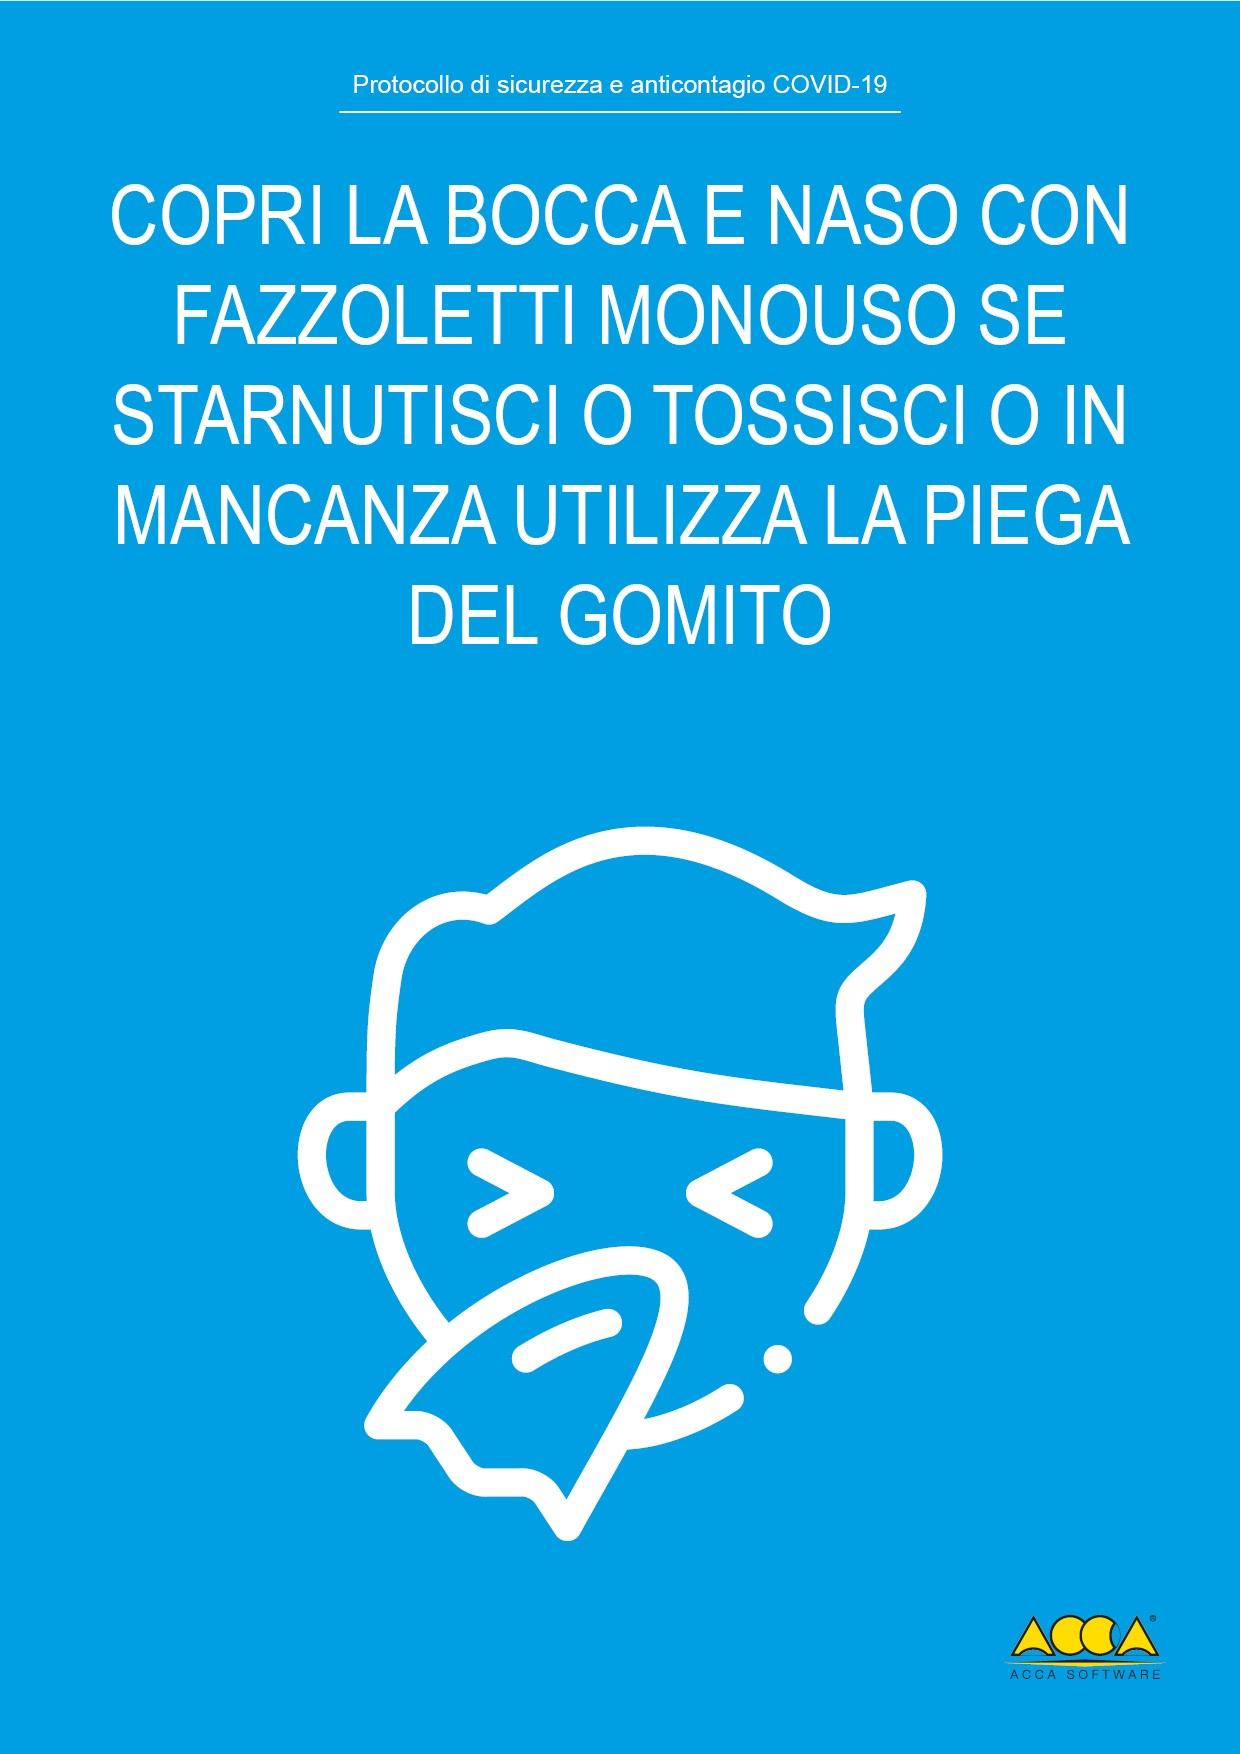 Protocollo di sicurezza e anticontagio COVID-19
COPRI LA BOCCA E NASO CON
FAZZOLETTI MONOUSO SE
STARNUTISCI O TOSSISCI O IN
MANCANZA UTILIZZA LA PIEGA
DEL GOMITO
ACCA ®
ACCA SOFTWARE